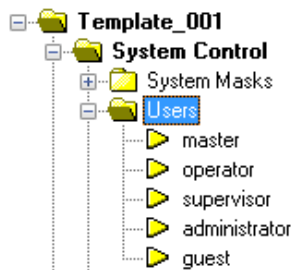 Template_001
System Control
System Masks
Users
master
operator
supervisor
administrator
guest